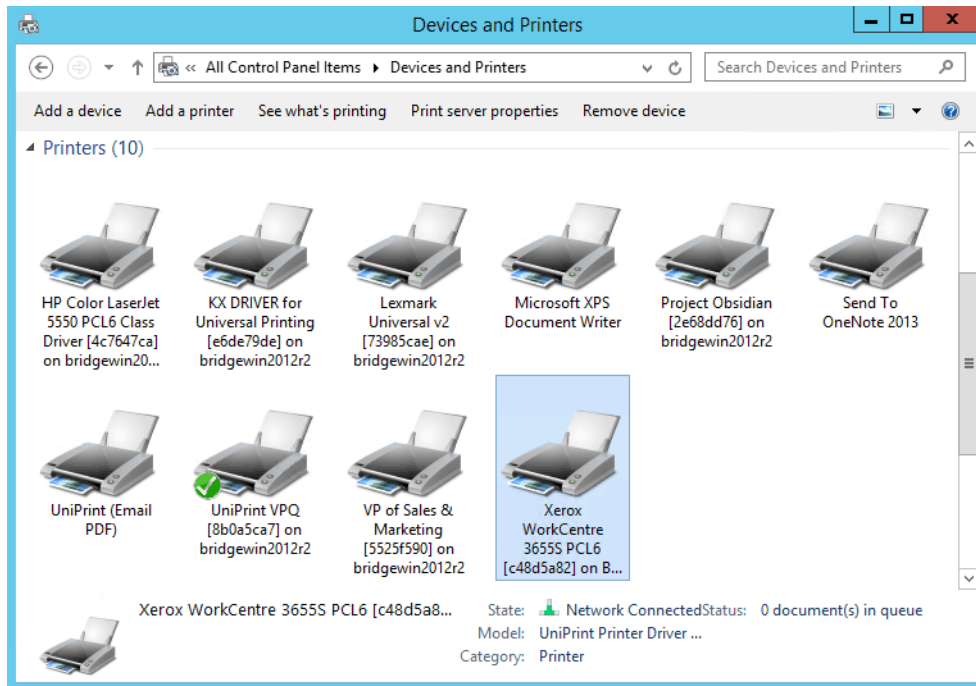 Devices and Printers
« All Control Panel Items Devices and Printers
Search Devices and Printers
Add a device Add a printer See what's printing Print server properties Remove device
Printers (10)
HP Color LaserJet
5550 PCL6 Class
Driver [4c7647ca]
on bridgewin20...
KX DRIVER for
Universal Printing
[e6de79de] on
bridgewin2012r2
Lexmark
Universal v2
[73985cae] on
bridgewin2012r2
Microsoft XPS
Document Writer
Project Obsidian
[2e68dd76] on
bridgewin2012r2
Send To
OneNote 2013
UniPrint (Email
PDF)
UniPrint VPQ
[8b0a5ca7] on
bridgewin2012r2
VP of Sales &
Marketing
[5525f590] on
bridgewin2012r2
Xerox
WorkCentre
3655S PCL6
[c48d5a82] on B...
Xerox WorkCentre 3655S PCL6 [c48d5a8... State: Network Connected Status: 0 document(s) in queue
Model: UniPrint Printer Driver ...
Category: Printer